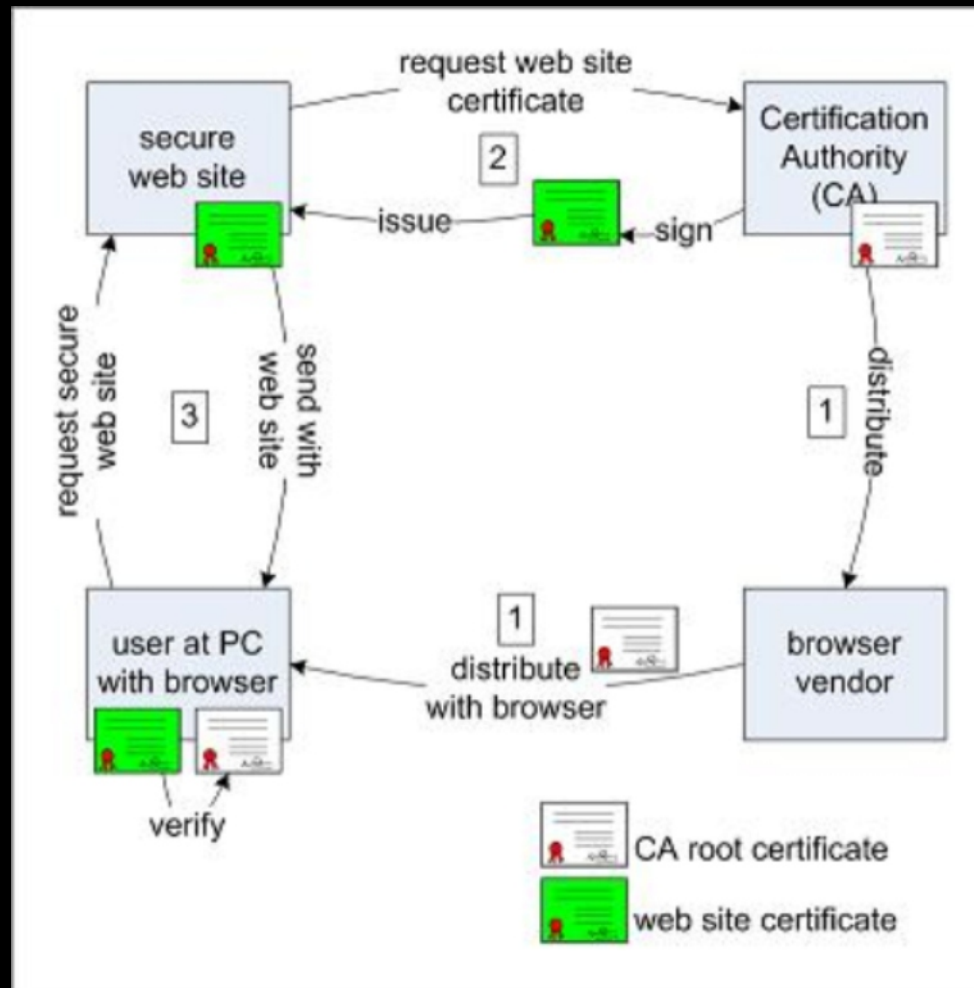 request web site
certificate
secure
web site
2
Certification
Authority
(CA)
issue
sign
request secure
web site
3
send with
web site
1
distribute
user at PC
with browser
1
distribute
with browser
browser
vendor
verify
CA root certificate
web site certificate